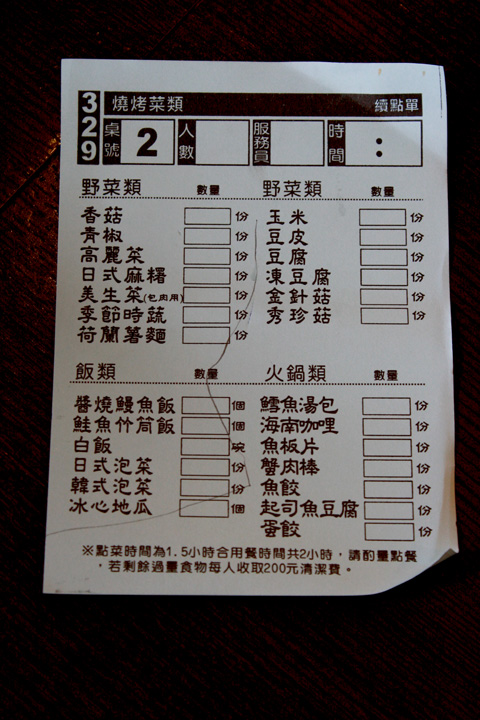 329 燒烤菜類 續點單
桌號 2 人數 服務員 時間 :
野菜類 數量 野菜類 數量
香菇 份 玉米 份
青椒 份 豆皮 份
高麗菜 份 豆腐 份
日式麻糬 份 凍豆腐 份
美生菜(包肉用) 份 金針菇 份
季節時蔬 份 秀珍菇 份
荷蘭薯麵 份
飯類 數量 火鍋類 數量
醬燒鰻魚飯 個 鱈魚湯包 份
鮭魚竹筒飯 個 海南咖哩 份
白飯 碗 魚板片 份
日式泡菜 份 蟹肉棒 份
韓式泡菜 份 魚餃 份
冰心地瓜 個 起司魚豆腐 份
蛋餃 份
※點菜時間為1.5小時合用餐時間共2小時,請酌量點餐
,若剩餘過量食物每人收取200元清潔費。